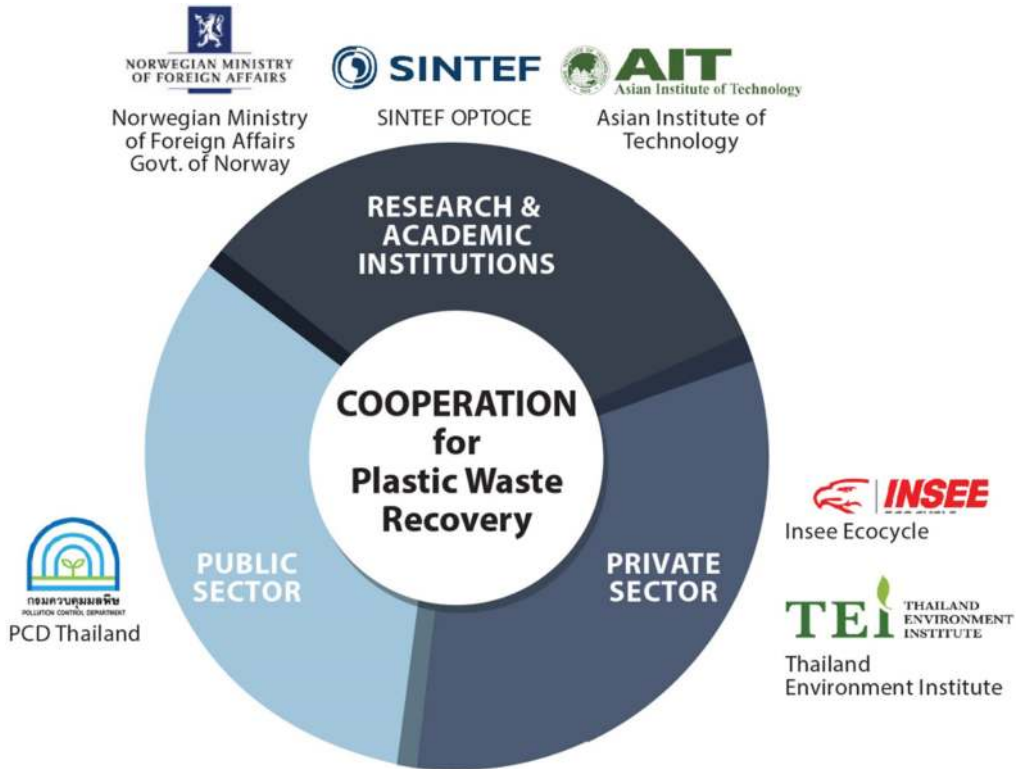 NORWEGIAN MINISTRY
OF FOREIGN AFFAIRS
Norwegian Ministry
of Foreign Affairs
Govt. of Norway
SINTEF
SINTEF OPTOCE
AIT
Asian Institute of Technology
Asian Institute of
Technology
RESEARCH &
ACADEMIC
INSTITUTIONS
COOPERATION
for
Plastic Waste
Recovery
PUBLIC
SECTOR
PRIVATE
SECTOR
กรมควบคุมมลพิษ
POLLUTION CONTROL DEPARTMENT
PCD Thailand
INSEE
Insee Ecocycle
TEi
THAILAND
ENVIRONMENT
INSTITUTE
Thailand
Environment Institute